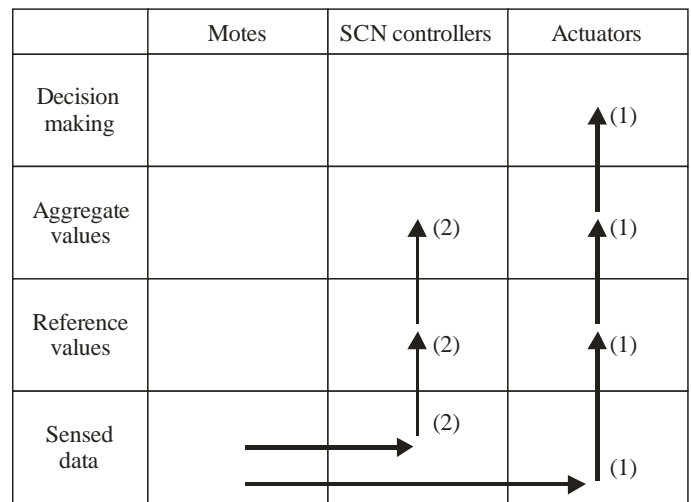 Motes SCN controllers Actuators
Decision
making
(1)
Aggregate
values
(2) (1)
Reference
values
(2) (1)
Sensed
data
(2)
(1)